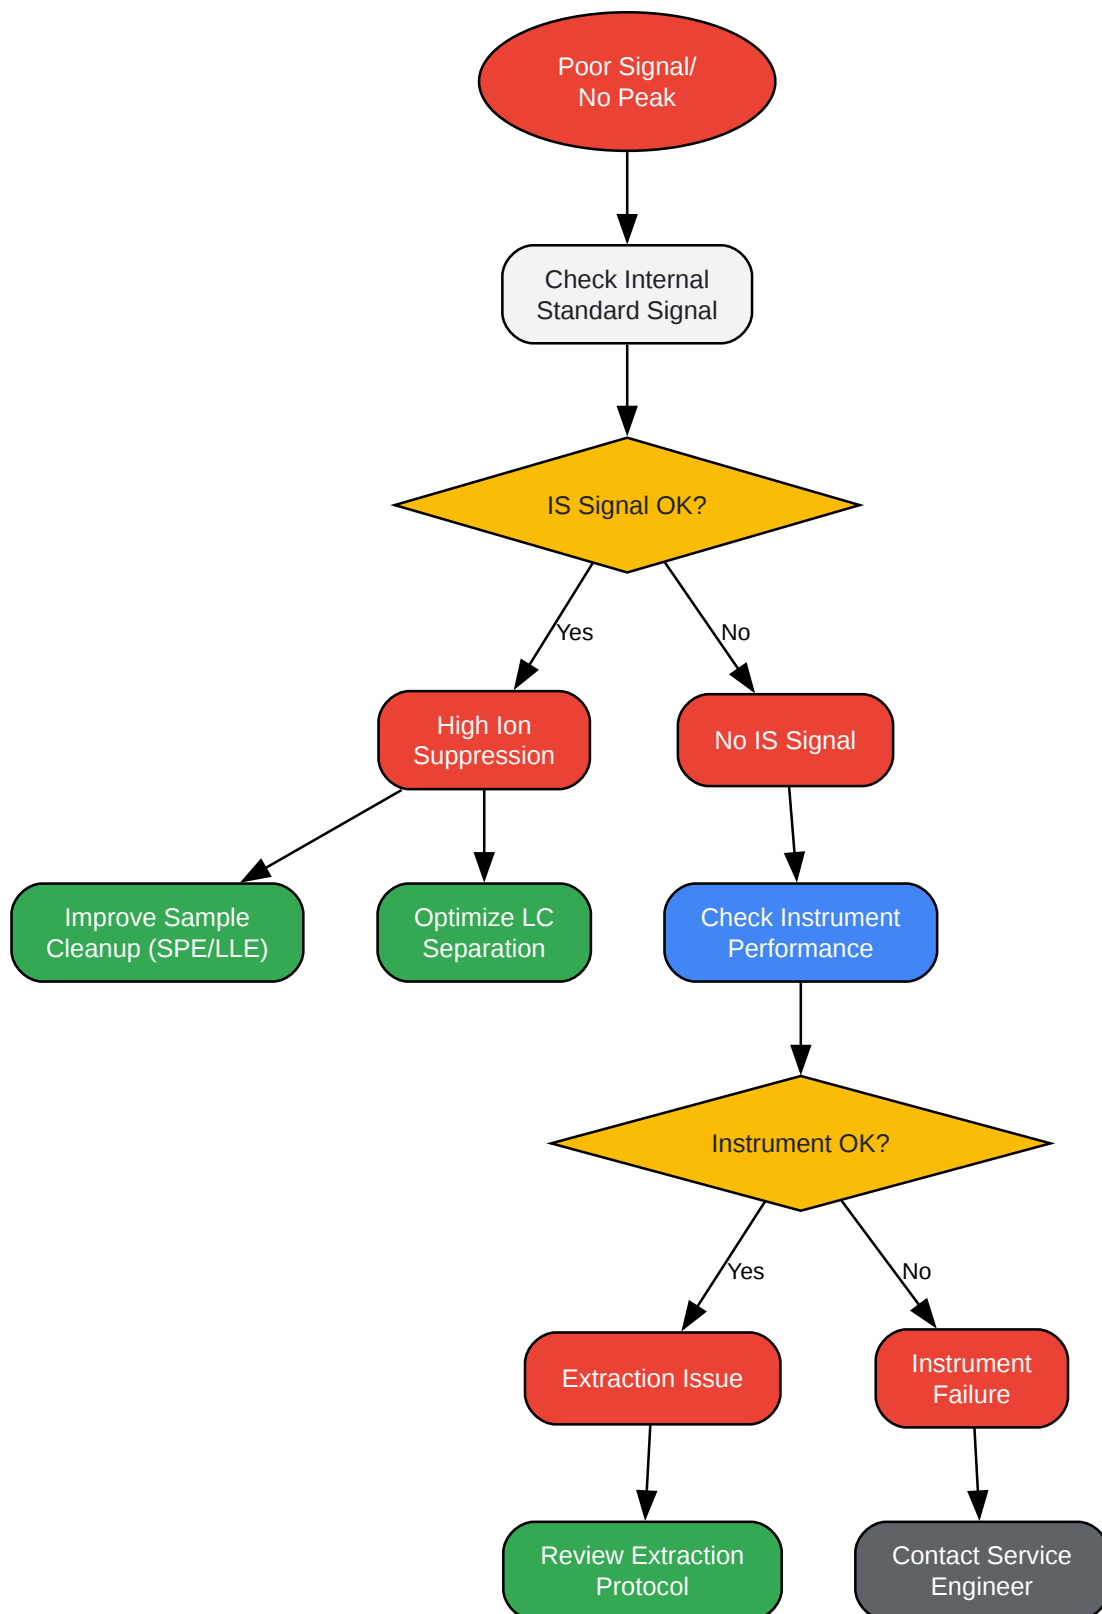 Poor Signal/
No Peak
Check Internal
Standard Signal
IS Signal OK?
Yes
No
High Ion
Suppression
No IS Signal
Improve Sample
Cleanup (SPE/LLE)
Optimize LC
Separation
Check Instrument
Performance
Instrument OK?
Yes
No
Extraction Issue
Instrument
Failure
Review Extraction
Protocol
Contact Service
Engineer